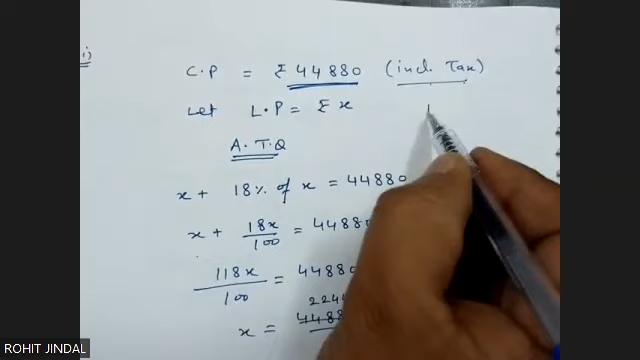 i)
C.P = ₹ 44880 (incl. Tax)
Let L.P = ₹ x
A.T.Q
x + 18% of x = 44880
x + 18x/100 = 4488
118x/100 = 4488
x =
ROHIT JINDAL